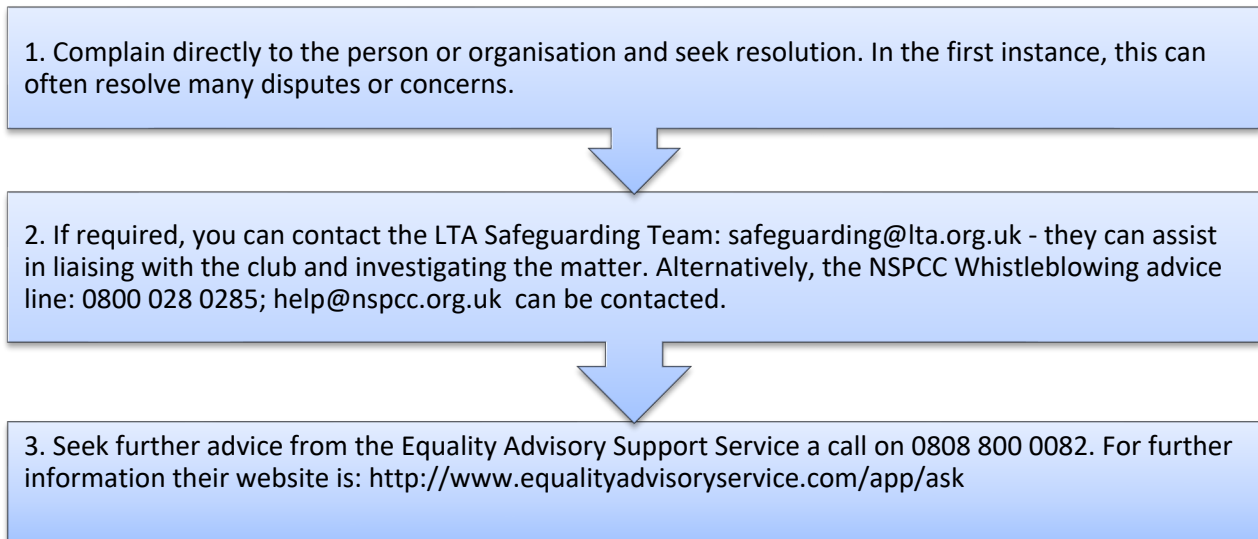 1. Complain directly to the person or organisation and seek resolution. In the first instance, this can
often resolve many disputes or concerns.
2. If required, you can contact the LTA Safeguarding Team: safeguarding@lta.org.uk - they can assist
in liaising with the club and investigating the matter. Alternatively, the NSPCC Whistleblowing advice
line: 0800 028 0285; help@nspcc.org.uk  can be contacted.
3. Seek further advice from the Equality Advisory Support Service a call on 0808 800 0082. For further
information their website is: http://www.equalityadvisoryservice.com/app/ask